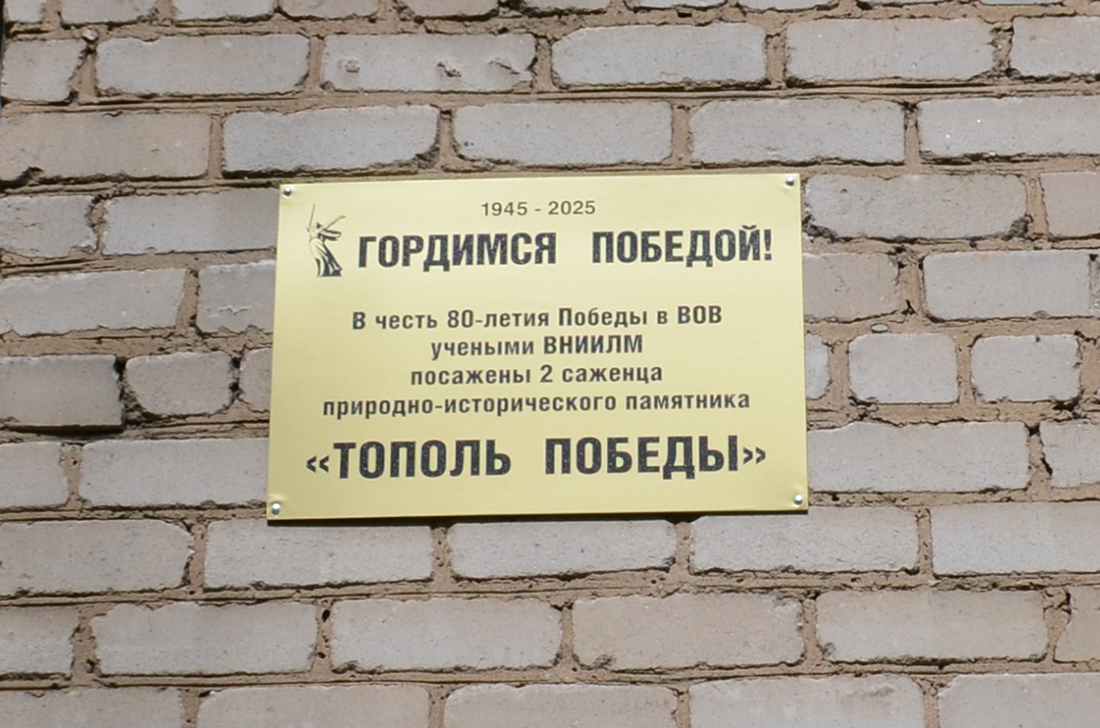 1945 - 2025
ГОРДИМСЯ ПОБЕДОЙ!
В честь 80-летия Победы в ВОВ
учеными ВНИИЛМ
посажены 2 саженца
природно-исторического памятника
«ТОПОЛЬ ПОБЕДЫ»